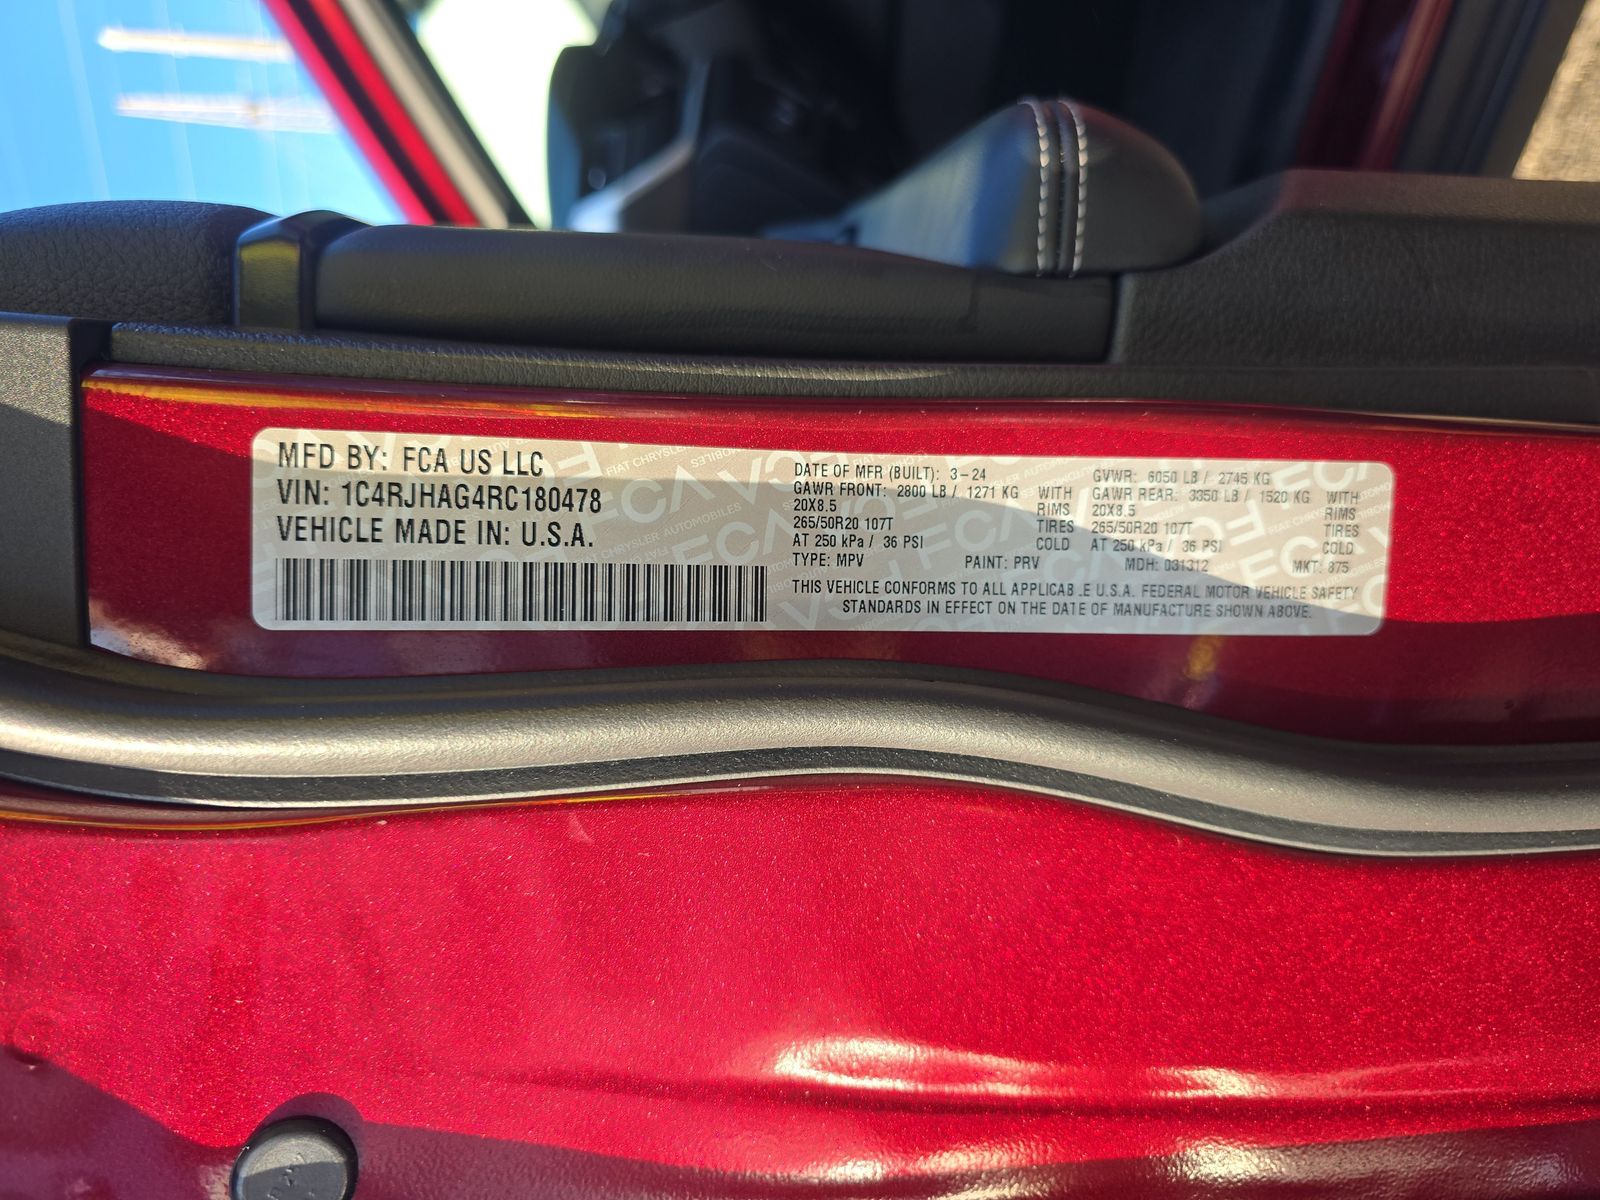 MFD BY: FCA US LLC
VIN: 1C4RJHAG4RC180478
VEHICLE MADE IN: U.S.A.
DATE OF MFR (BUILT): 3-24 GVWR: 6050 LB / 2745 KG
GAWR FRONT: 2800 LB / 1271 KG WITH GAWR REAR: 3350 LB / 1520 KG WITH
20X8.5 RIMS 20X8.5 RIMS
265/50R20 107T TIRES 265/50R20 107T TIRES
AT 250 kPa / 36 PSI COLD AT 250 kPa / 36 PSI COLD
TYPE: MPV PAINT: PRV MDH: 031312 MKT: 875
THIS VEHICLE CONFORMS TO ALL APPLICAB.E U.S.A. FEDERAL MOTOR VEHICLE SAFETY
STANDARDS IN EFFECT ON THE DATE OF MANUFACTURE SHOWN ABOVE.
FCA
FIAT CHRYSLER AUTOMOBILES